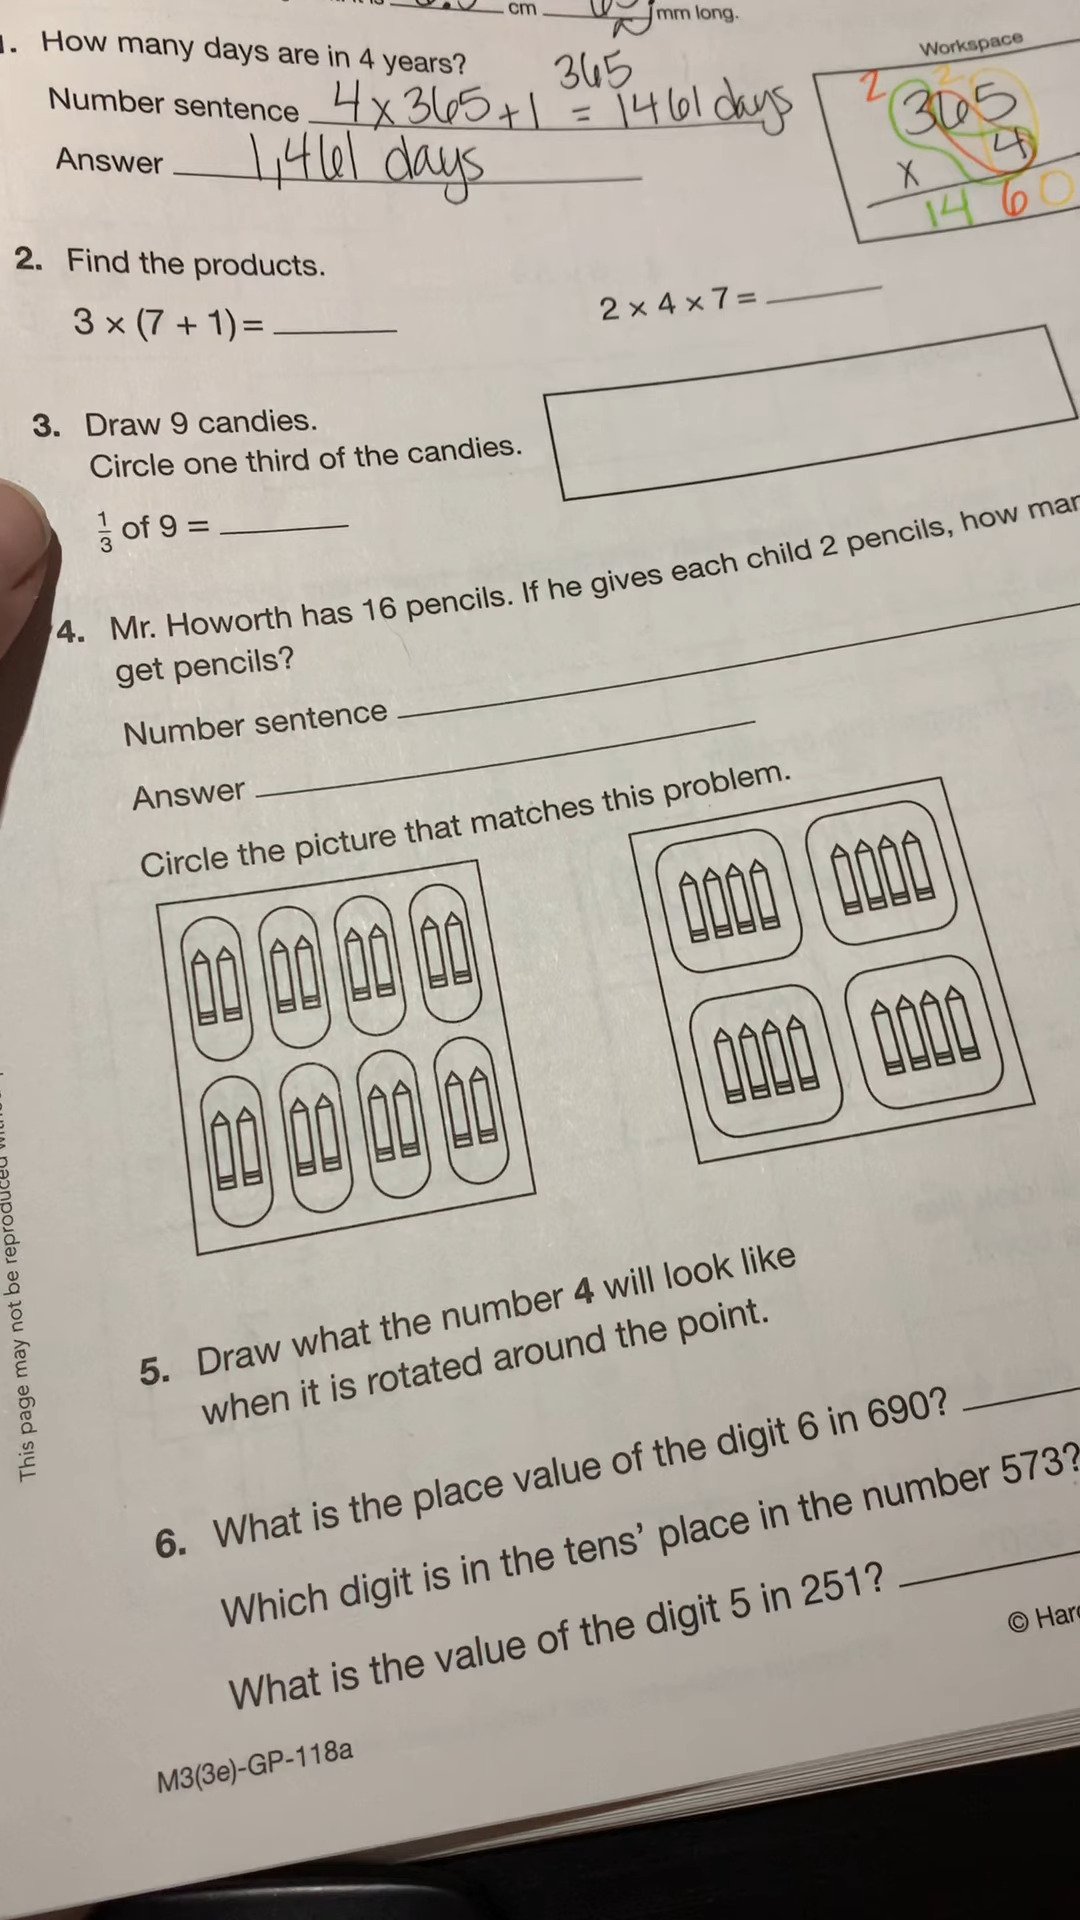 cm mm long.
1. How many days are in 4 years? 365
Workspace
Number sentence 4 x 365 + 1 = 1461 days
2 2
365
Answer 1,461 days
x 4
1460
2. Find the products.
3 × (7 + 1) = 
2 × 4 × 7 =
3. Draw 9 candies.
Circle one third of the candies.
1/3 of 9 =
4. Mr. Howorth has 16 pencils. If he gives each child 2 pencils, how
get pencils?
Number sentence
Answer
Circle the picture that matches this problem.
5. Draw what the number 4 will look like
when it is rotated around the point.
6. What is the place value of the digit 6 in 690?
Which digit is in the tens' place in the number 573?
What is the value of the digit 5 in 251?
©
M3(3e)-GP-118a
This page may not be reproduced